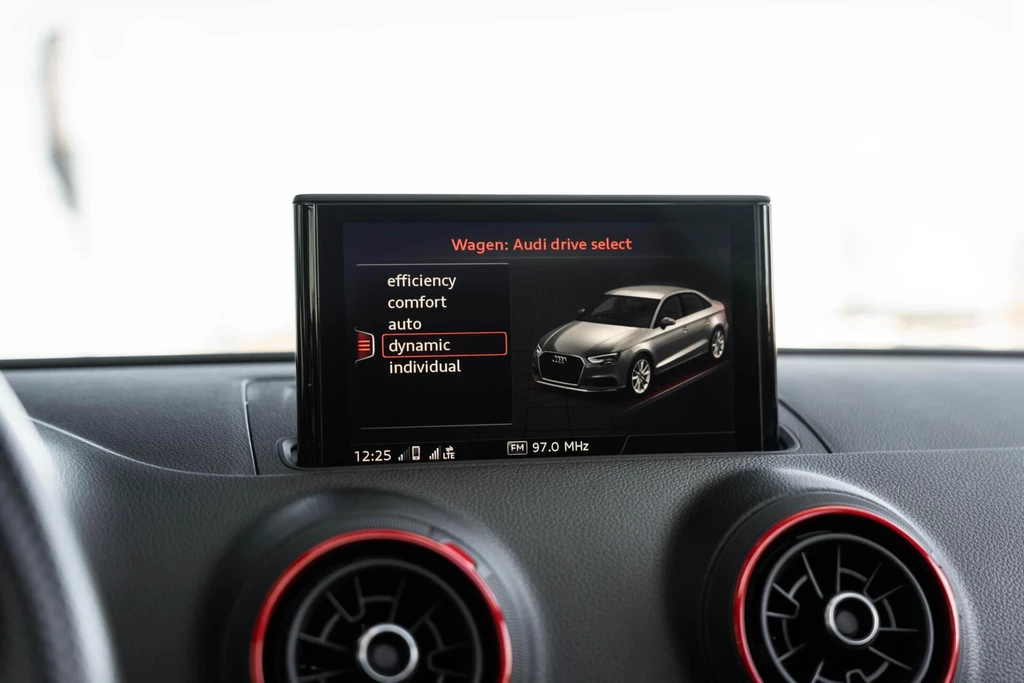 Wagen: Audi drive select
efficiency
comfort
auto
dynamic
individual
12:25 LTE FM 97.0 MHz